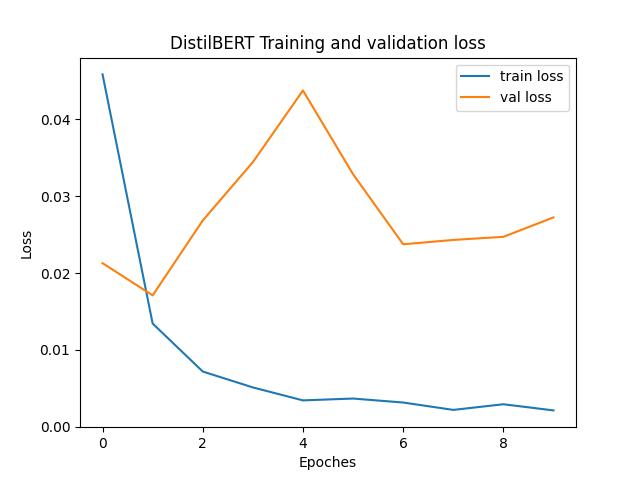 DistilBERT Training and validation loss
train loss
val loss
0.04
0.03
0.02
0.01
0.00
Loss
0 2 4 6 8
Epoches